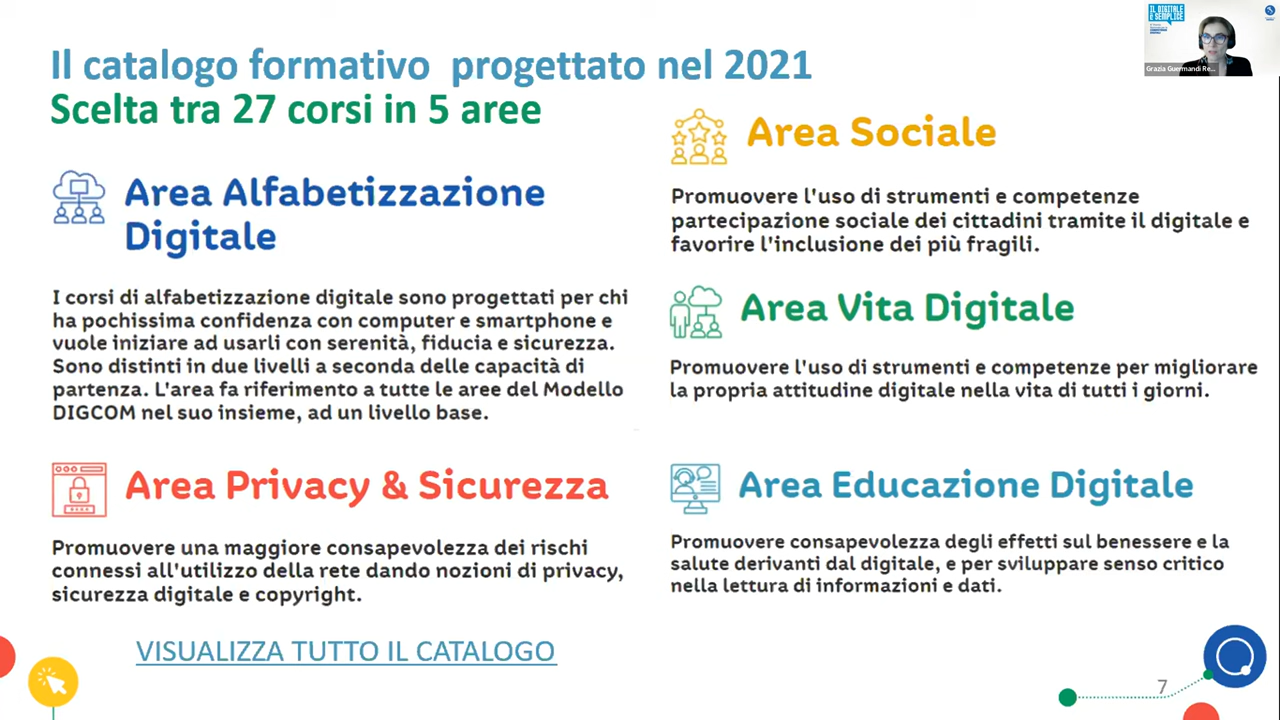 Il catalogo formativo progettato nel 2021
Scelta tra 27 corsi in 5 aree
Area Alfabetizzazione
Digitale
I corsi di alfabetizzazione digitale sono progettati per chi
ha pochissima confidenza con computer e smartphone e
vuole iniziare ad usarli con serenità, fiducia e sicurezza.
Sono distinti in due livelli a seconda delle capacità di
partenza. L'area fa riferimento a tutte le aree del Modello
DIGCOM nel suo insieme, ad un livello base.
Area Privacy & Sicurezza
Promuovere una maggiore consapevolezza dei rischi
connessi all'utilizzo della rete dando nozioni di privacy,
sicurezza digitale e copyright.
VISUALIZZA TUTTO IL CATALOGO
Area Sociale
Promuovere l'uso di strumenti e competenze
partecipazione sociale dei cittadini tramite il digitale e
favorire l'inclusione dei più fragili.
Area Vita Digitale
Promuovere l'uso di strumenti e competenze per migliorare
la propria attitudine digitale nella vita di tutti i giorni.
Area Educazione Digitale
Promuovere consapevolezza degli effetti sul benessere e la
salute derivanti dal digitale, e per sviluppare senso critico
nella lettura di informazioni e dati.
7
IL DIGITALE
È SEMPLICE
Grazia Guermandi Re...